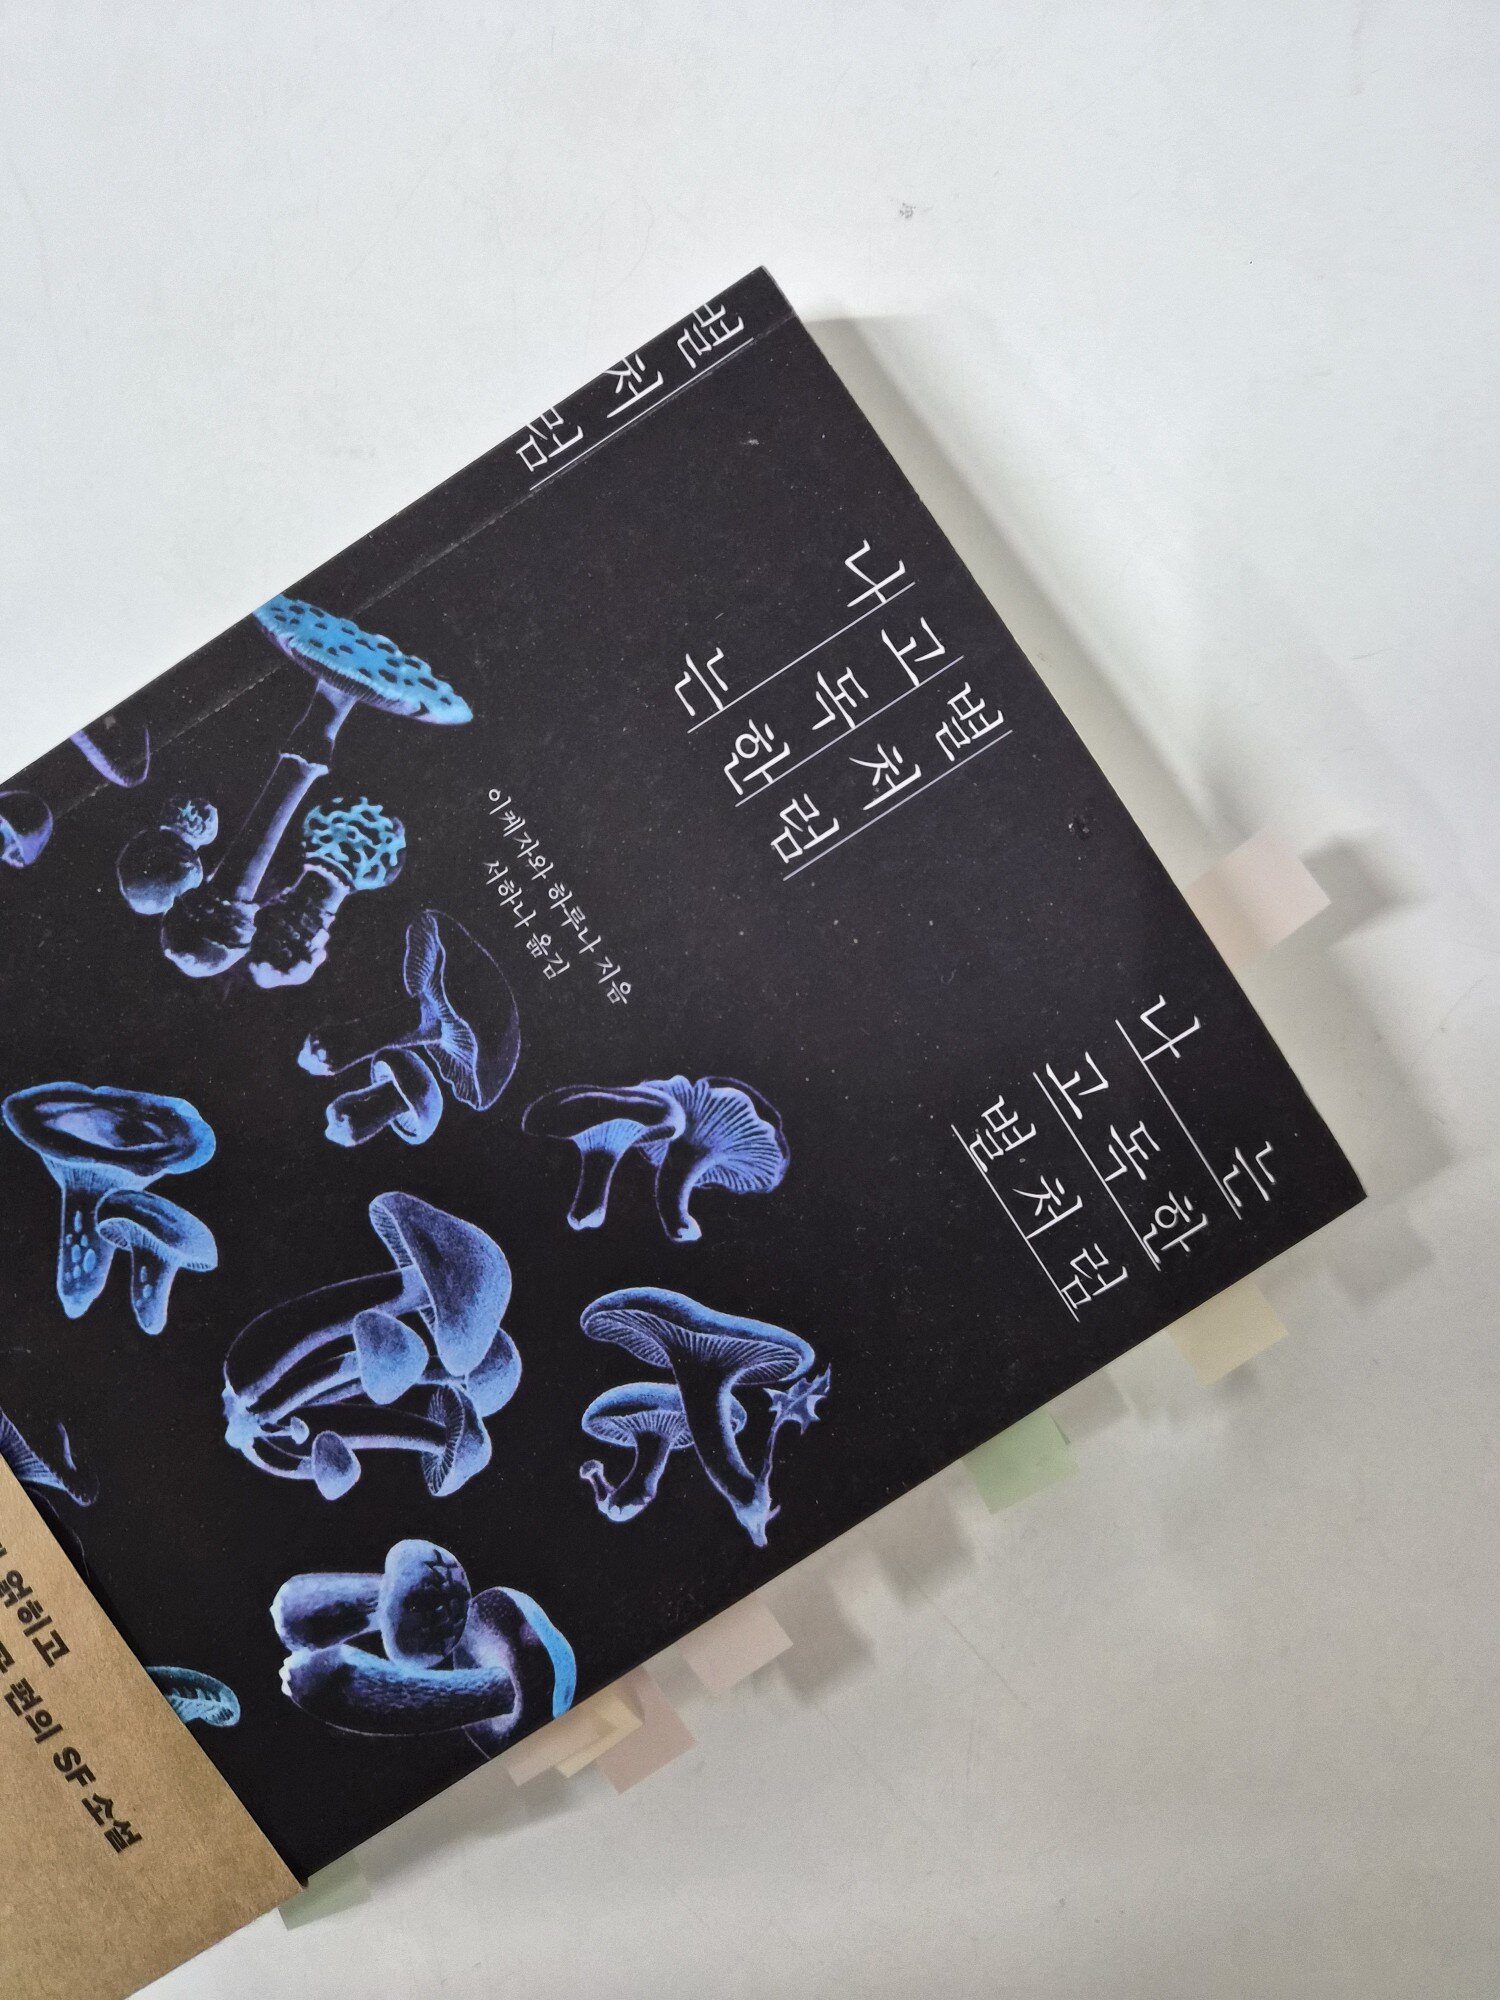 별처럼
나는
고독한
별처럼
나는
고독한
별처럼
이케자와 하루나 지음
서하나 옮김
얽히고
편의 SF 소설